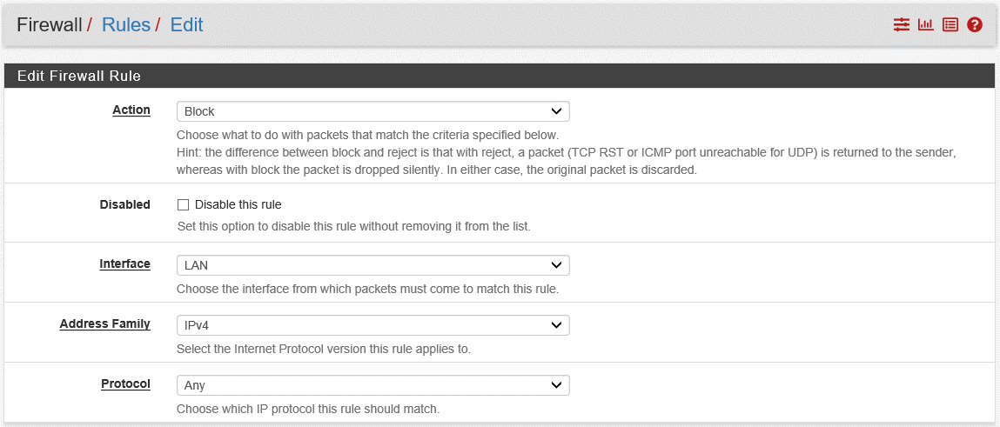 Firewall / Rules / Edit
Edit Firewall Rule
Action
Block
Choose what to do with packets that match the criteria specified below.
Hint: the difference between block and reject is that with reject, a packet (TCP RST or ICMP port unreachable for UDP) is returned to the sender,
whereas with block the packet is dropped silently. In either case, the original packet is discarded.
Disabled
Disable this rule
Set this option to disable this rule without removing it from the list.
Interface
LAN
Choose the interface from which packets must come to match this rule.
Address Family
IPv4
Select the Internet Protocol version this rule applies to.
Protocol
Any
Choose which IP protocol this rule should match.